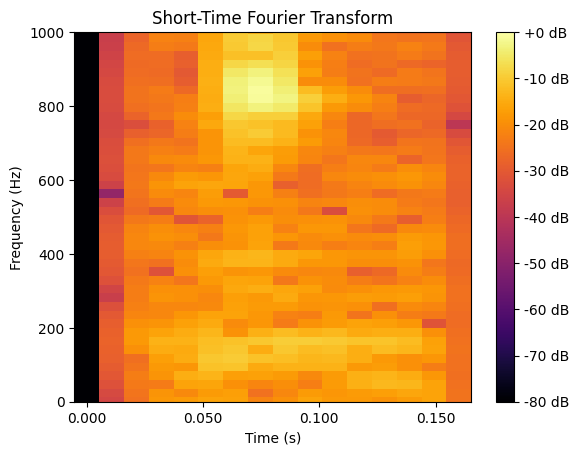 Short-Time Fourier Transform
1000
800
600
400
200
0
Frequency (Hz)
0.000
0.050
0.100
0.150
Time (s)
+0 dB
-10 dB
-20 dB
-30 dB
-40 dB
-50 dB
-60 dB
-70 dB
-80 dB